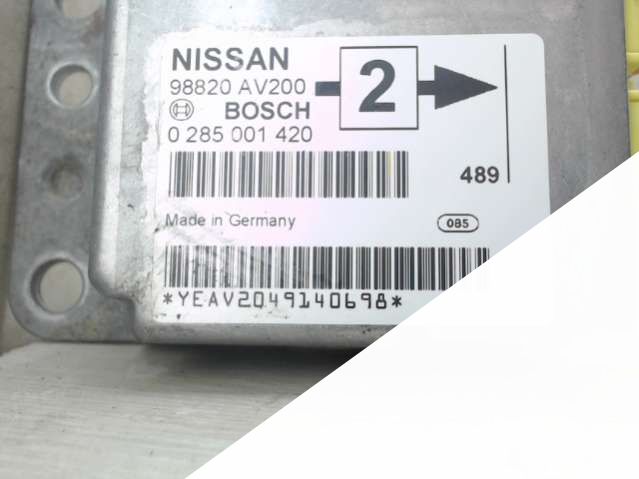 NISSAN
98820 AV200
2
BOSCH
0 285 001 420
489
Made in Germany
085
*YEAV2049140698*